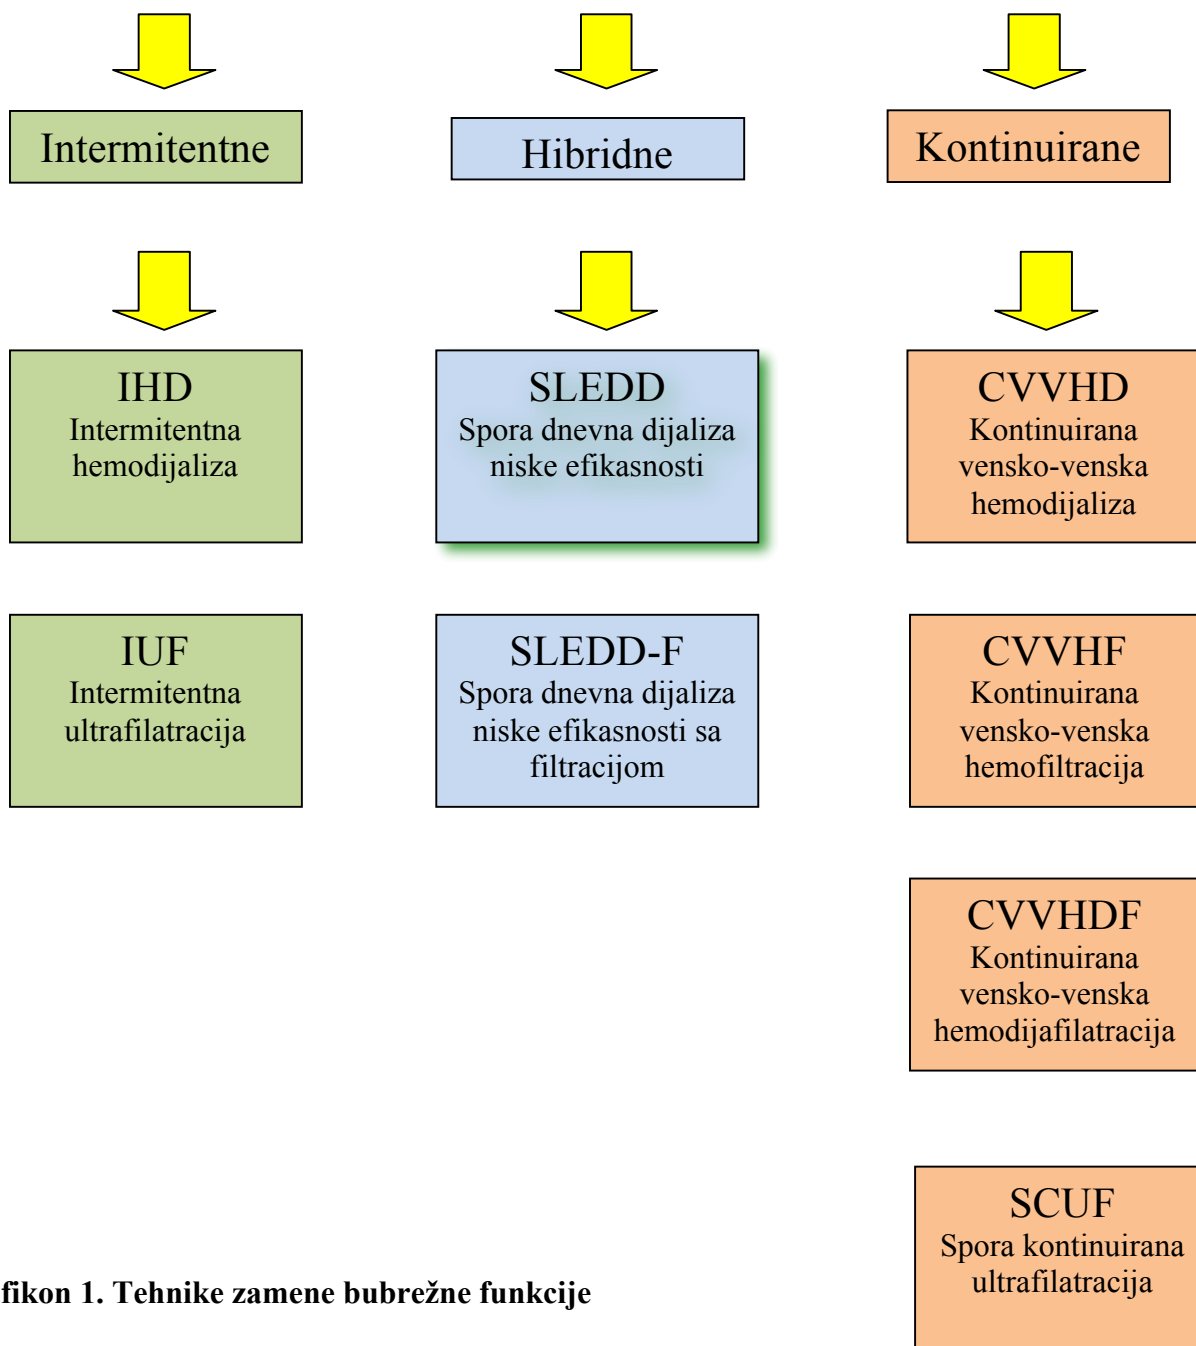 Intermitentne
Hibridne
Kontinuirane
IHD
Intermitentna
hemodijaliza
SLEDD
Spora dnevna dijaliza
niske efikasnosti
CVVHD
Kontinuirana
vensko-venska
hemodijaliza
IUF
Intermitentna
ultrafilatracija
SLEDD-F
Spora dnevna dijaliza
niske efikasnosti sa
filtracijom
CVVHF
Kontinuirana
vensko-venska
hemofiltracija
CVVHDF
Kontinuirana
vensko-venska
hemodijafilatracija
SCUF
Spora kontinuirana
ultrafilatracija
fikon 1. Tehnike zamene bubrežne funkcije